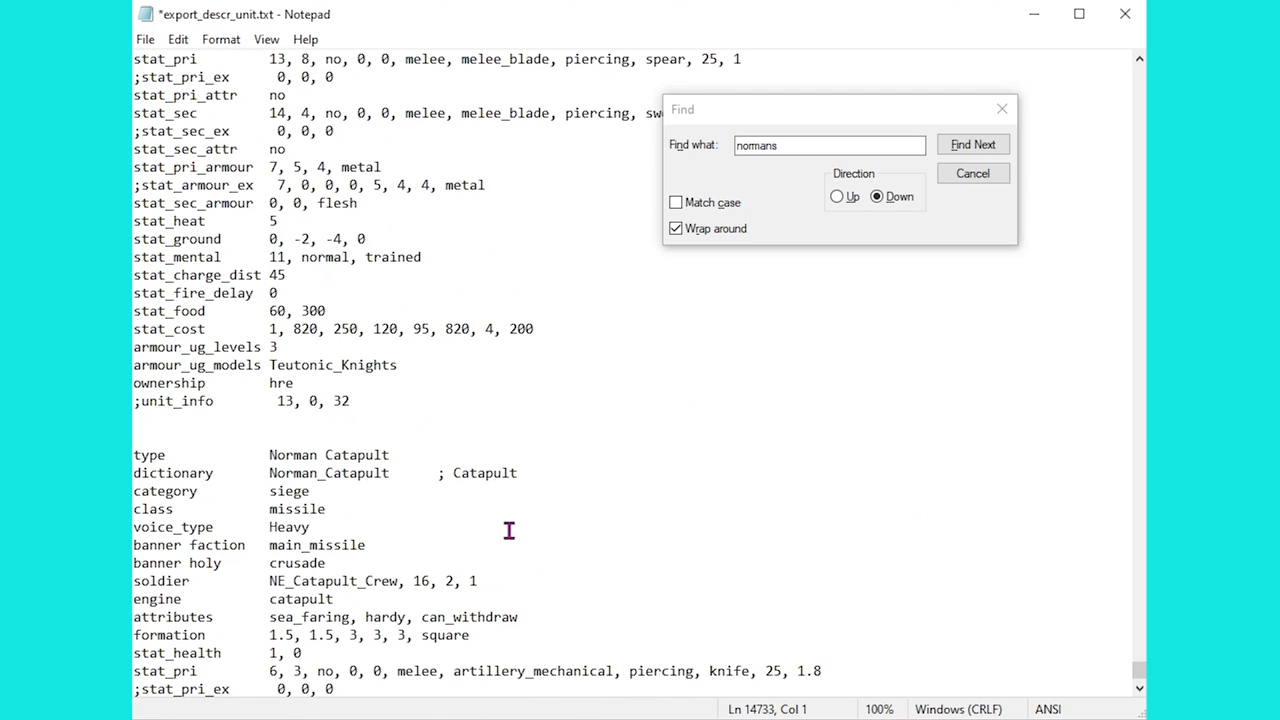 *export_descr_unit.txt - Notepad
File Edit Format View Help
stat_pri 13, 8, no, 0, 0, melee, melee_blade, piercing, spear, 25, 1
;stat_pri_ex 0, 0, 0
stat_pri_attr no
stat_sec 14, 4, no, 0, 0, melee, melee_blade, piercing,
;stat_sec_ex 0, 0, 0
stat_sec_attr no
stat_pri_armour 7, 5, 4, metal
;stat_armour_ex 7, 0, 0, 0, 5, 4, 4, metal
stat_sec_armour 0, 0, flesh
stat_heat 5
stat_ground 0, -2, -4, 0
stat_mental 11, normal, trained
stat_charge_dist 45
stat_fire_delay 0
stat_food 60, 300
stat_cost 1, 820, 250, 120, 95, 820, 4, 200
armour_ug_levels 3
armour_ug_models Teutonic_Knights
ownership hre
;unit_info 13, 0, 32
type Norman Catapult
dictionary Norman_Catapult ; Catapult
category siege
class missile
voice_type Heavy
banner faction main_missile
banner holy crusade
soldier NE_Catapult_Crew, 16, 2, 1
engine catapult
attributes sea_faring, hardy, can_withdraw
formation 1.5, 1.5, 3, 3, 3, square
stat_health 1, 0
stat_pri 6, 3, no, 0, 0, melee, artillery_mechanical, piercing, knife, 25, 1.8
;stat_pri_ex 0, 0, 0
Find
Find what: normans Find Next
Direction Cancel
Up Down
Match case
Wrap around
Ln 14733, Col 1 100% Windows (CRLF) ANSI